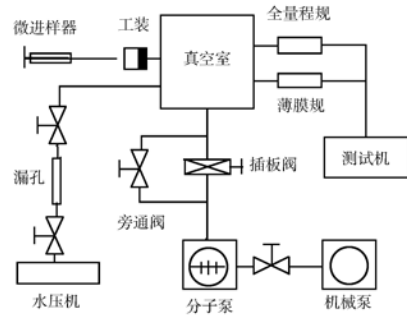 微进样器
工装
真空室
全量程规
薄膜规
漏孔
旁通阀
插板阀
测试机
水压机
分子泵
机械泵